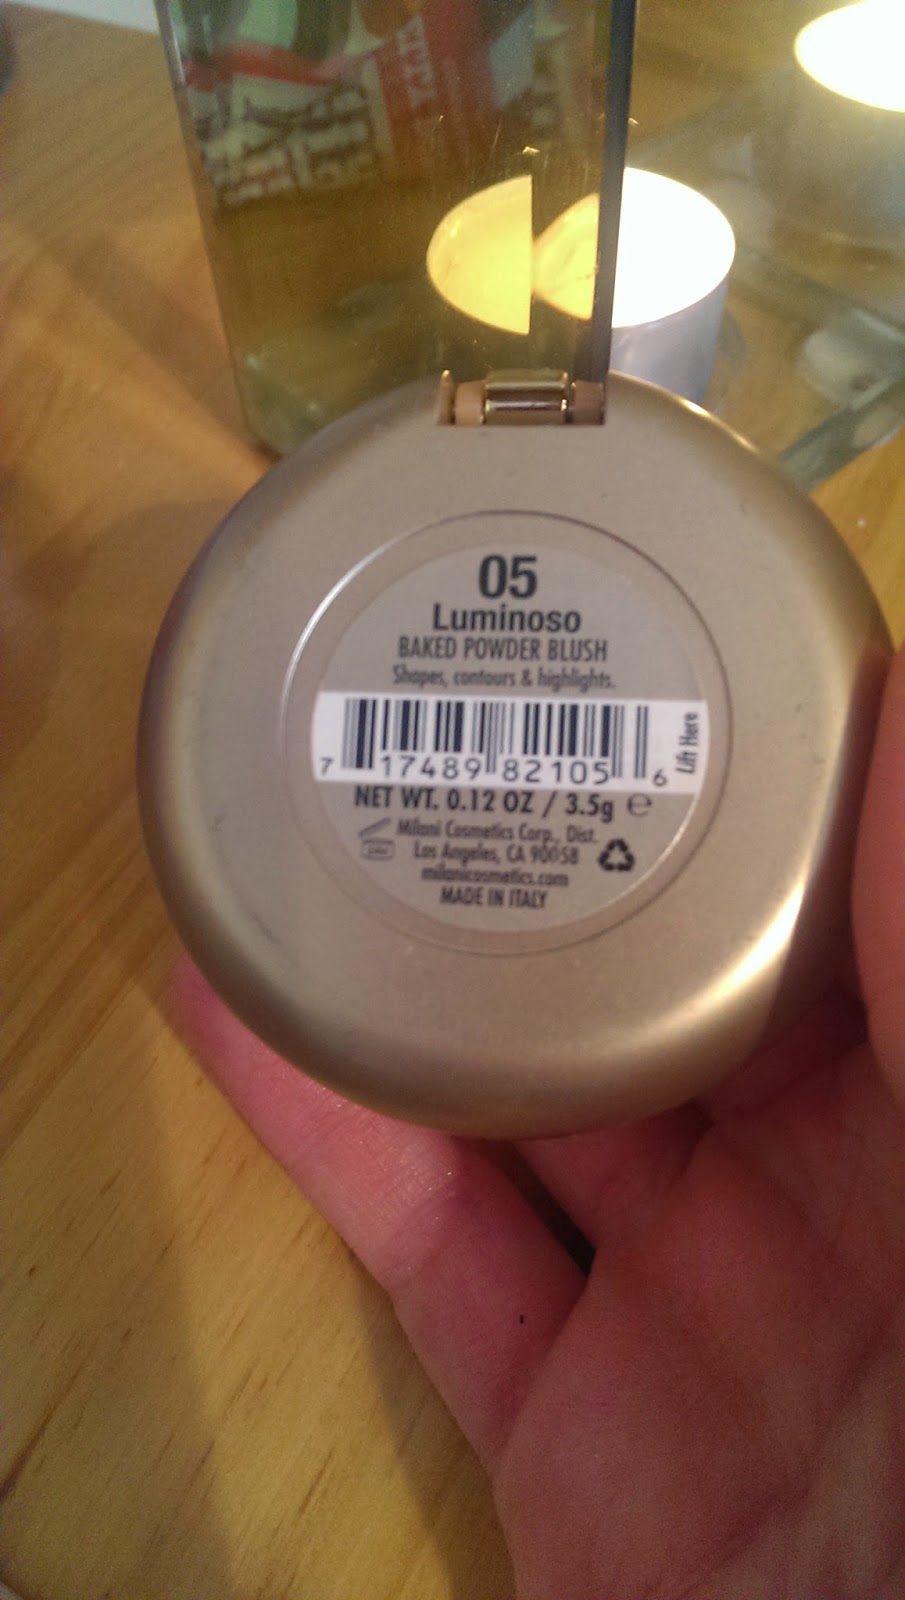 05
Luminoso
BAKED POWDER BLUSH
Shapes, contours & highlights.
Lift Here
7 17489 82105 6
NET WT. 0.12 OZ / 3.5g ℮
Milani Cosmetics Corp., Dist.
Los Angeles, CA 90058
milanicosmetics.com
MADE IN ITALY